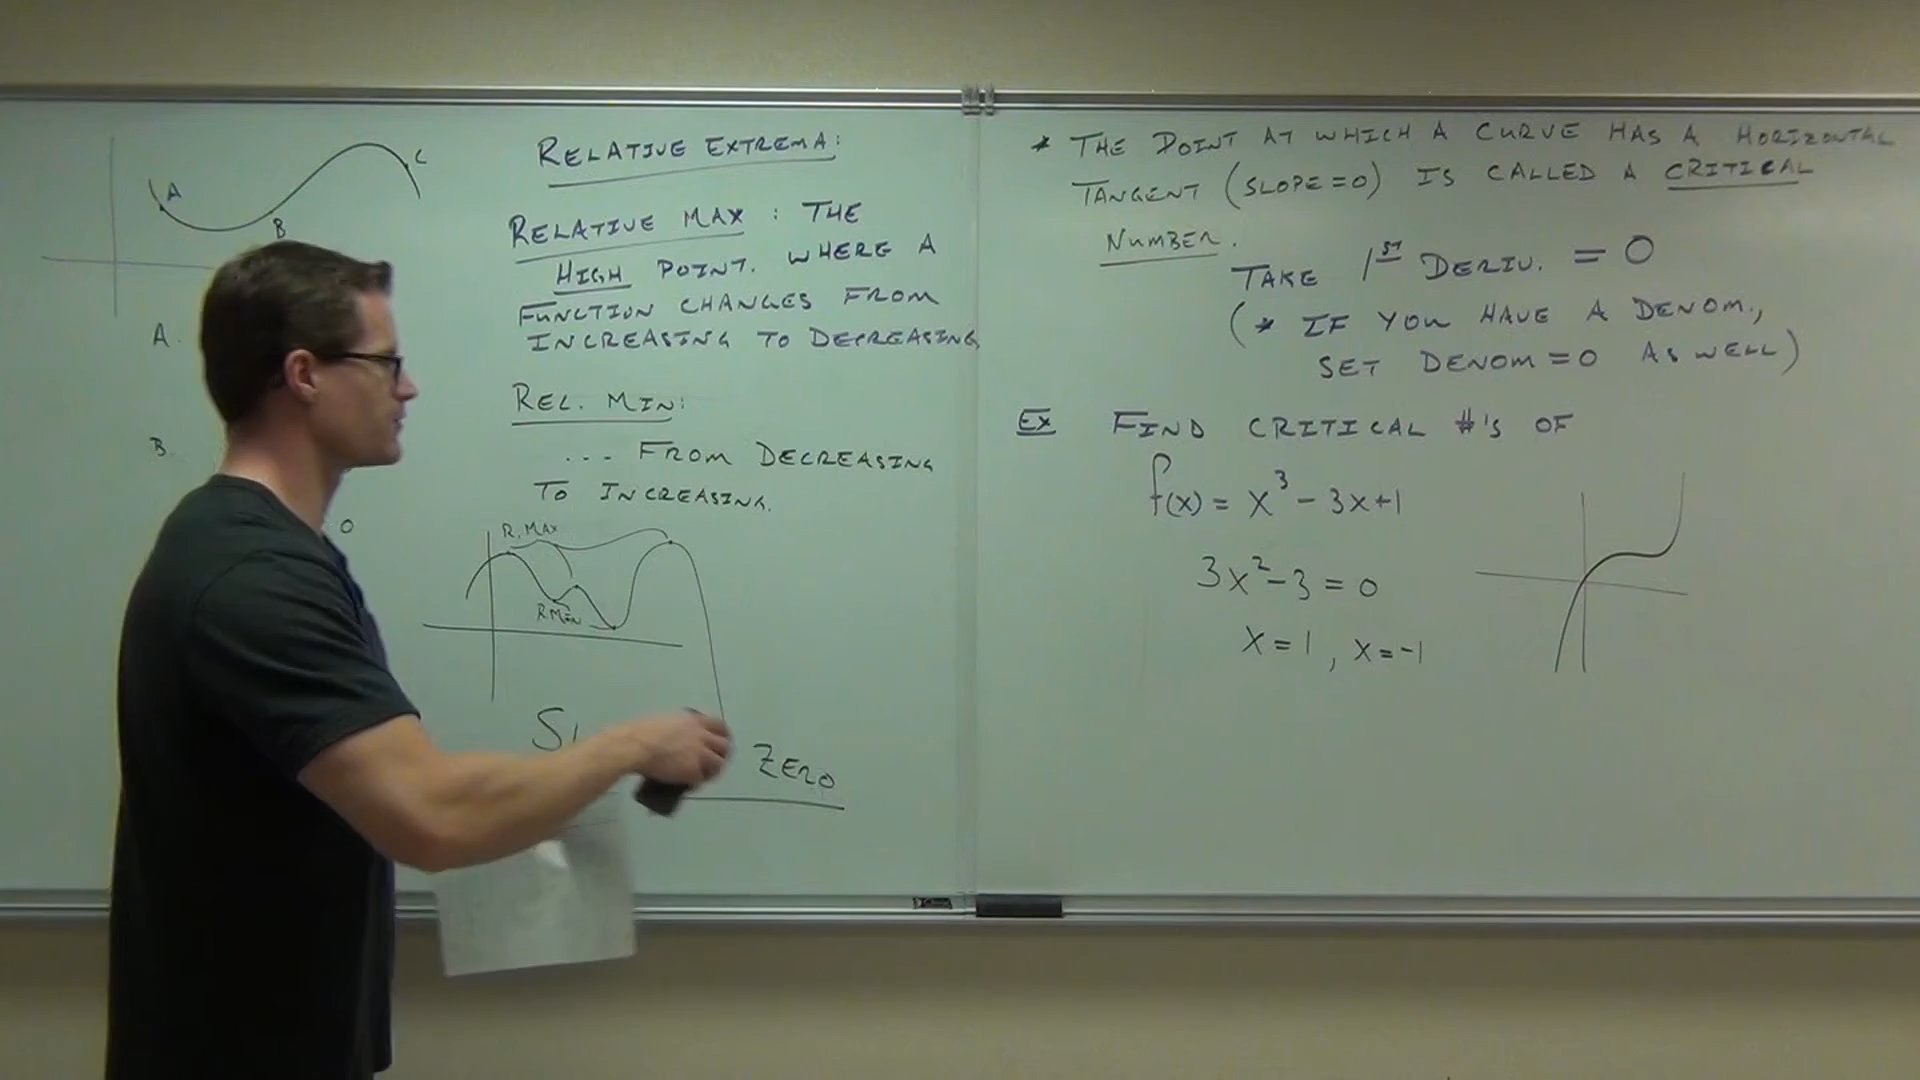 A
B
C
A.
B.
0
RELATIVE EXTREMA:
RELATIVE MAX : THE
HIGH POINT. WHERE A
FUNCTION CHANGES FROM
INCREASING TO DECREASING
REL. MIN:
... FROM DECREASING
TO INCREASING.
R. MAX
R MIN
ZERO
* THE POINT AT WHICH A CURVE HAS A HORIZONTAL
TANGENT (SLOPE=0) IS CALLED A CRITICAL
NUMBER.
TAKE 1ST DERIV. = 0
(* IF YOU HAVE A DENOM.,
SET DENOM=0 AS WELL)
EX FIND CRITICAL #'S OF
f(x) = x³ - 3x+1
3x² - 3 = 0
x = 1, x = -1